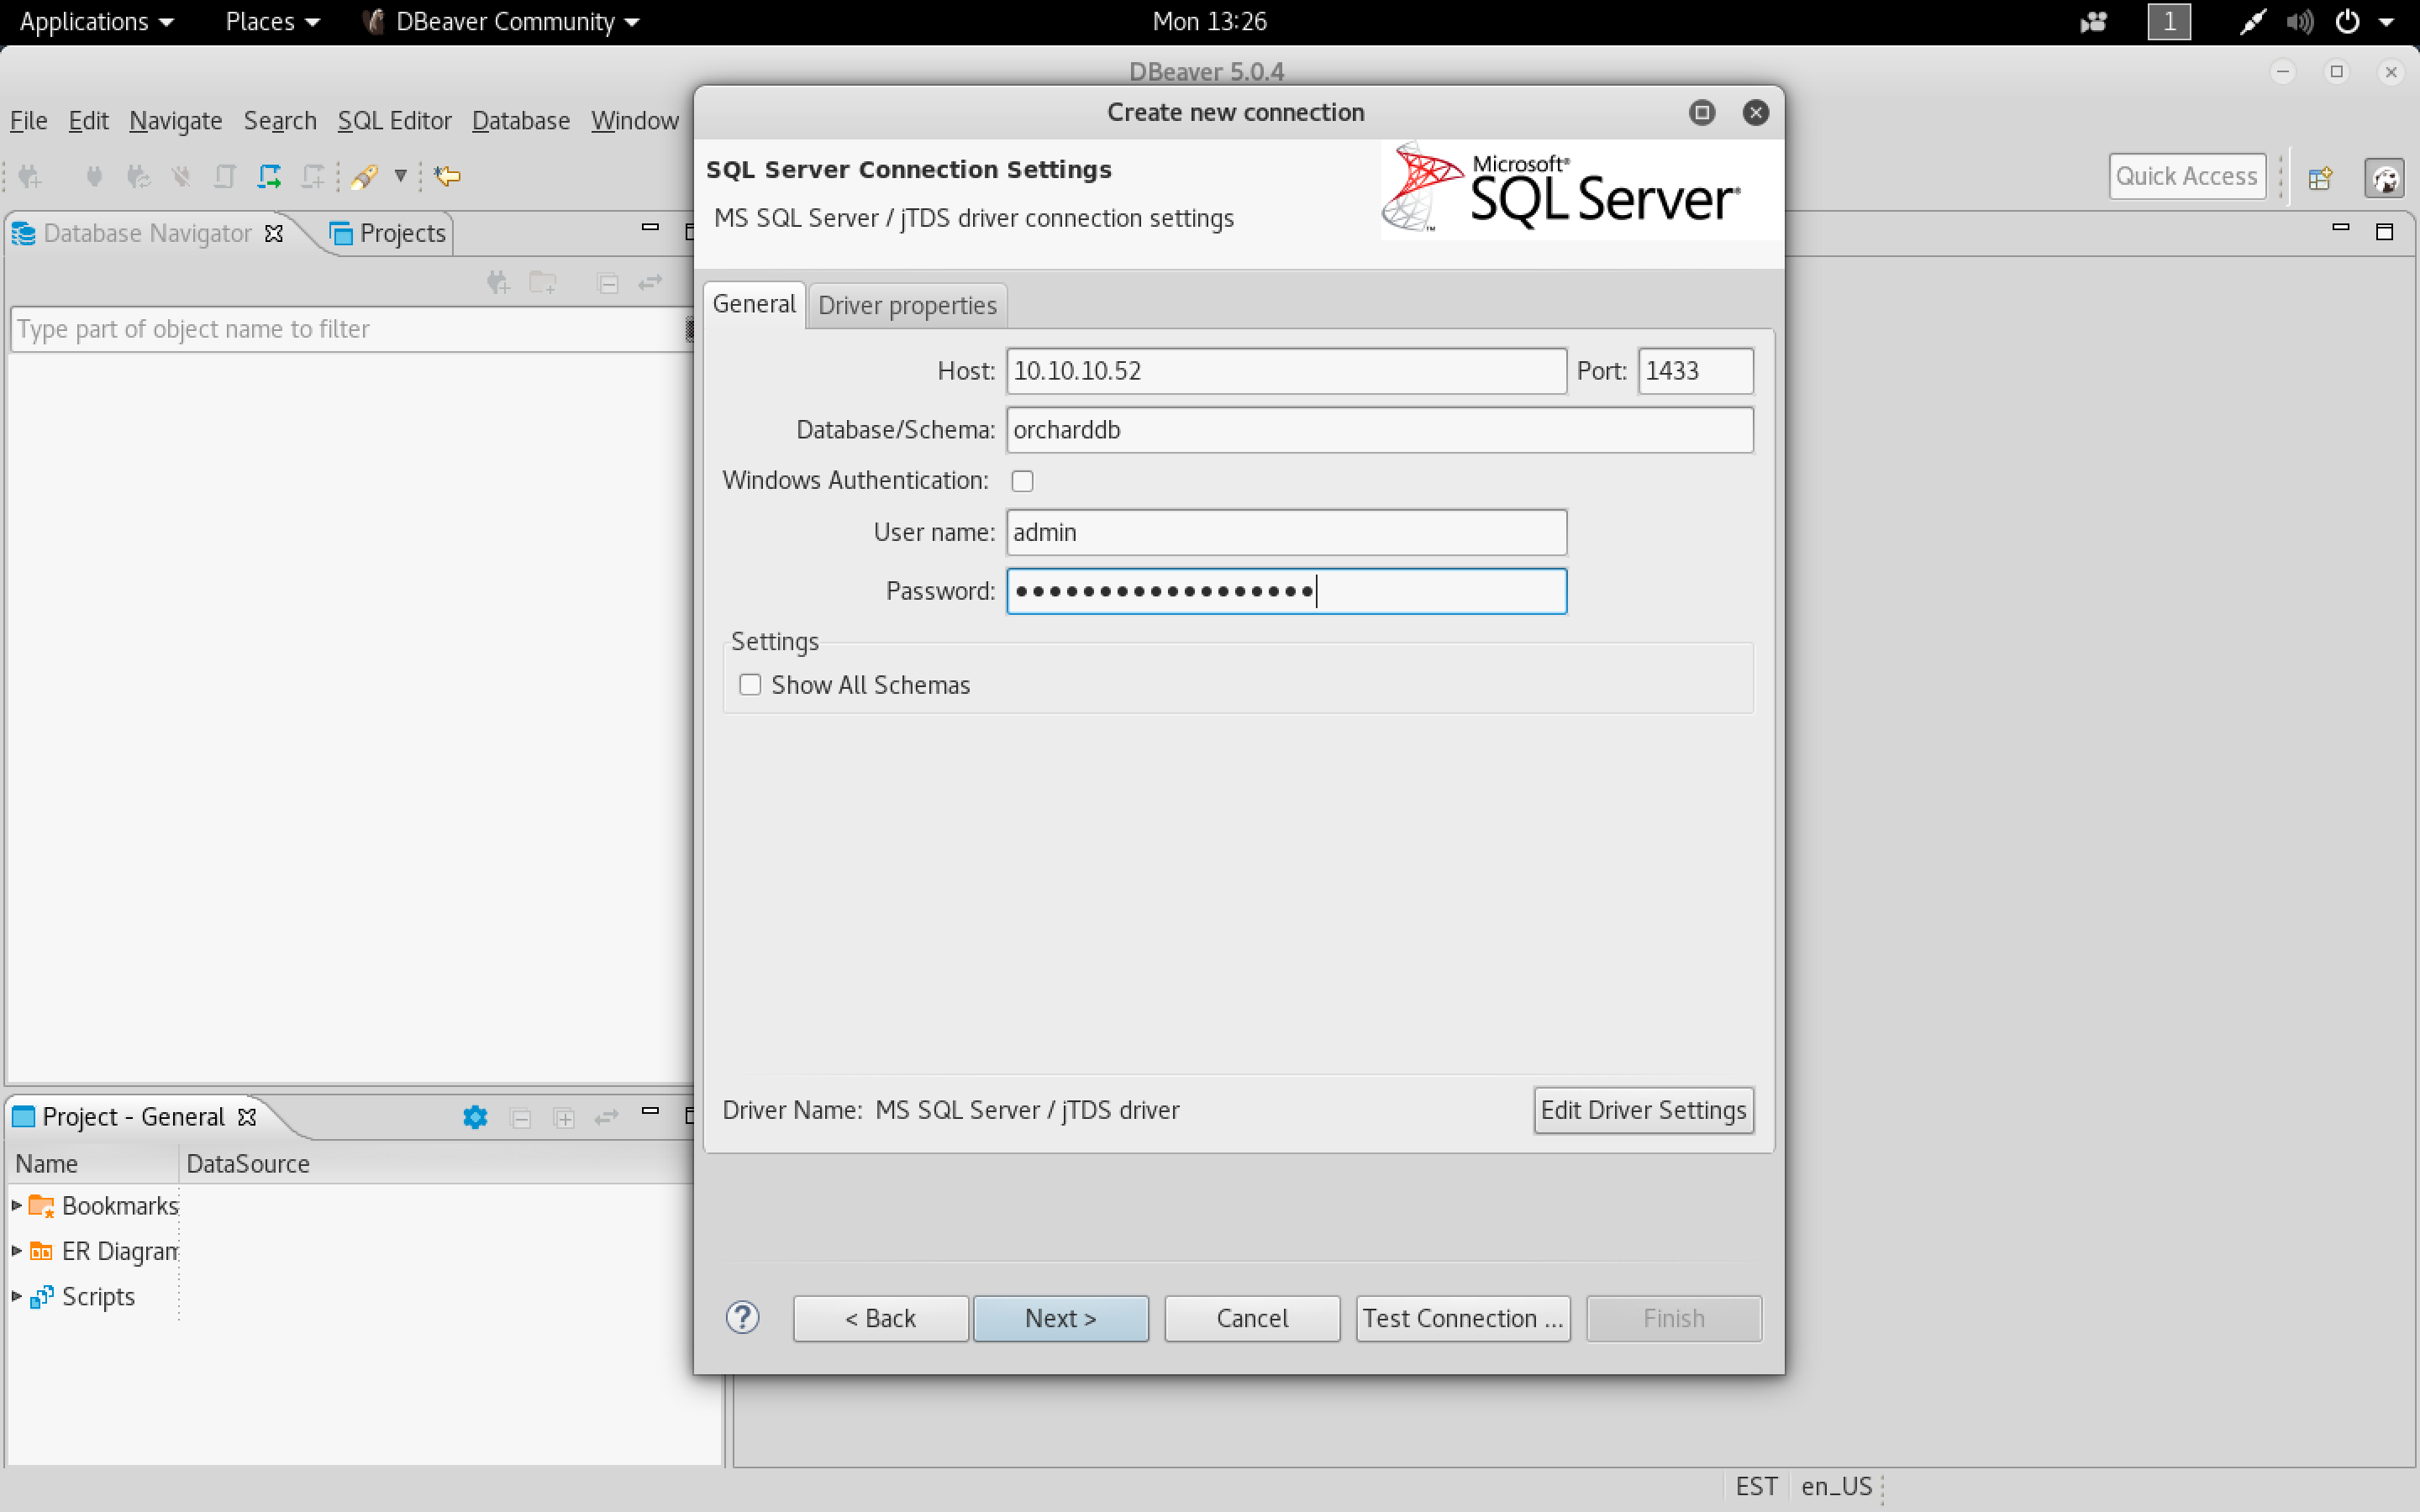 Applications Places DBeaver Community Mon 13:26 1
DBeaver 5.0.4
File Edit Navigate Search SQL Editor Database Window
Quick Access
Database Navigator Projects
Type part of object name to filter
Create new connection
SQL Server Connection Settings
MS SQL Server / jTDS driver connection settings
Microsoft®
SQL Server®
™
General Driver properties
Host: 10.10.10.52 Port: 1433
Database/Schema: orcharddb
Windows Authentication:
User name: admin
Password: ••••••••••••••••••
Settings
Show All Schemas
Driver Name: MS SQL Server / jTDS driver Edit Driver Settings
? < Back Next > Cancel Test Connection ... Finish
Project - General
Name DataSource
Bookmarks
ER Diagram
Scripts
EST en_US